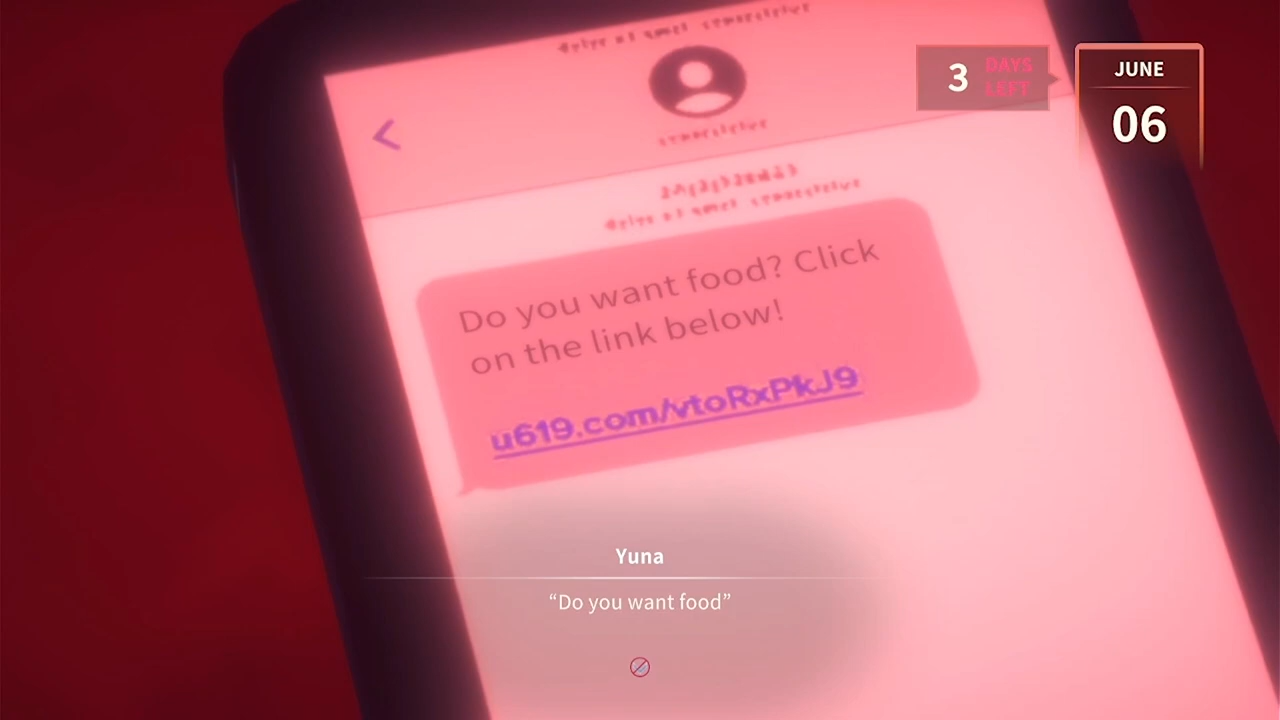 3
DAYS
LEFT
JUNE
06
Do you want food? Click
on the link below!
u619.com/vtoRxPkJ9
Yuna
“Do you want food”